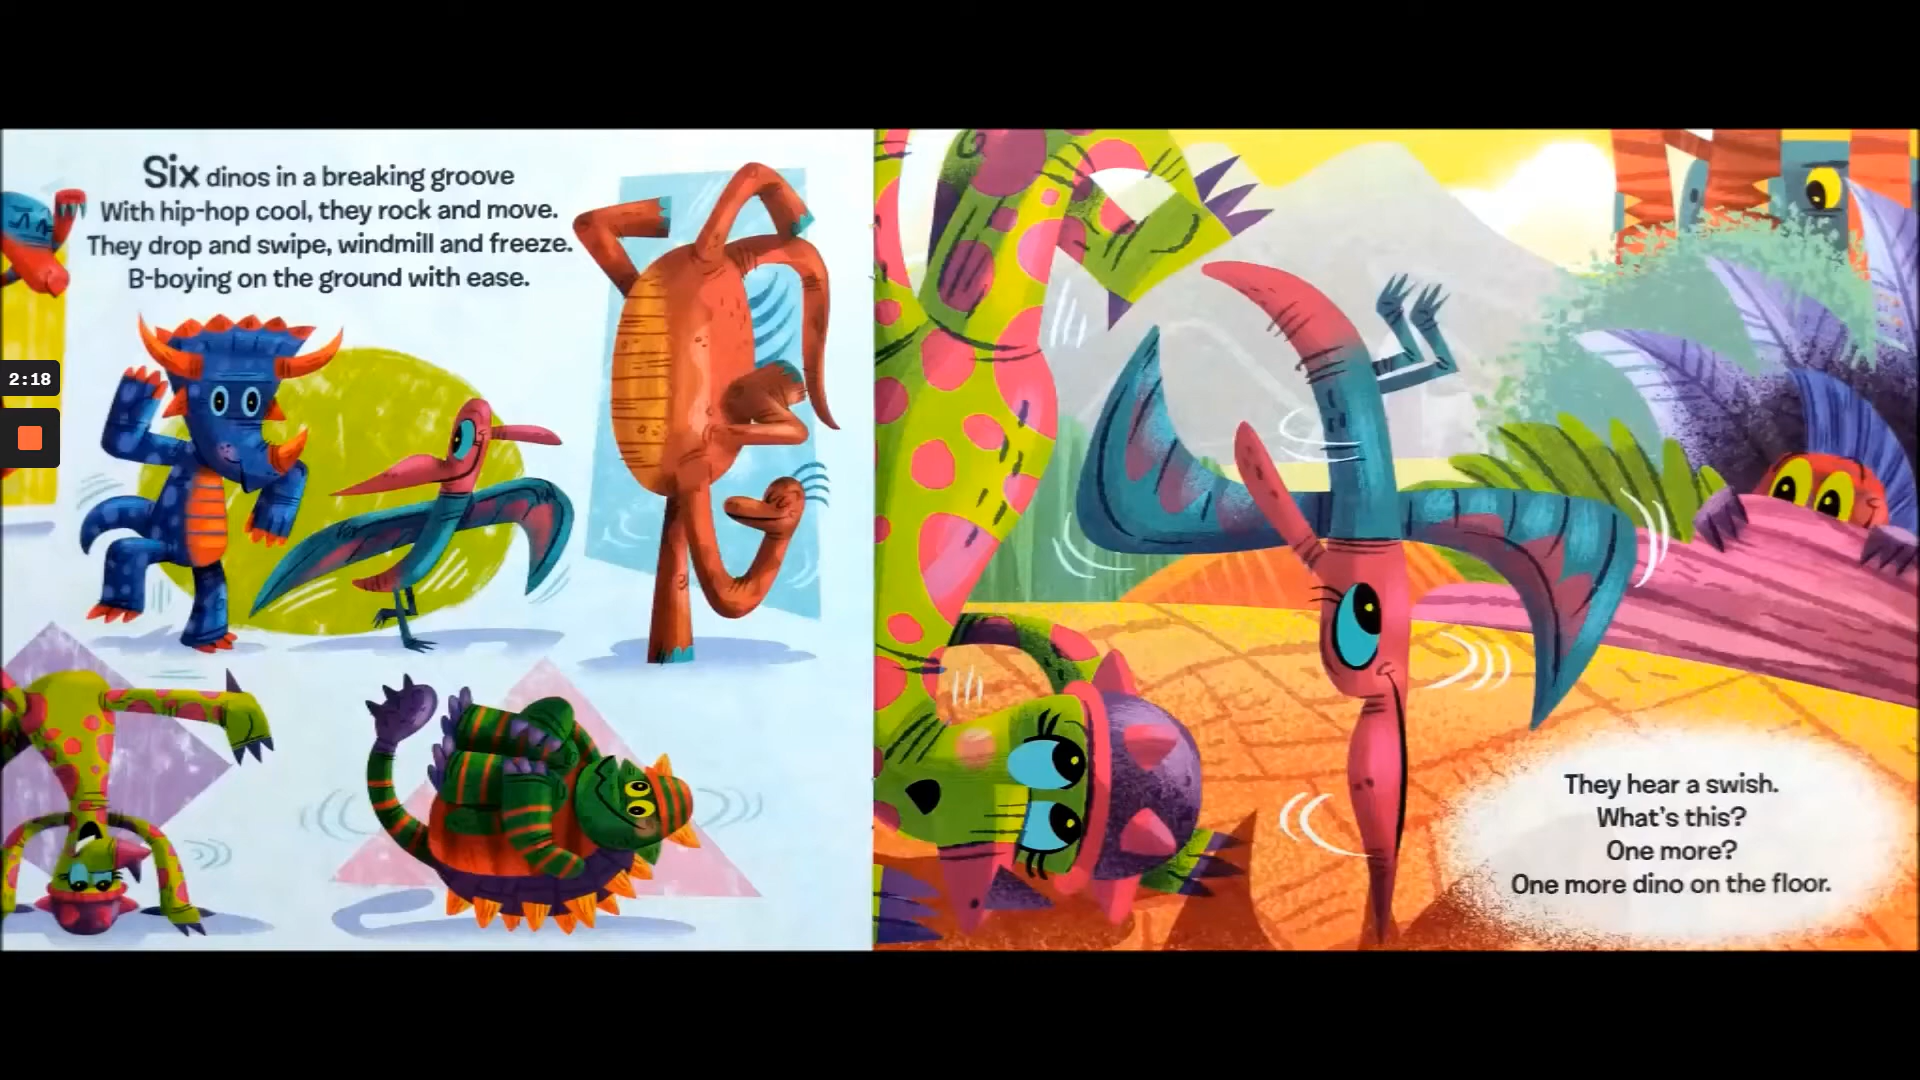 Six dinos in a breaking groove
With hip-hop cool, they rock and move.
They drop and swipe, windmill and freeze.
B-boying on the ground with ease.
2:18
They hear a swish.
What's this?
One more?
One more dino on the floor.